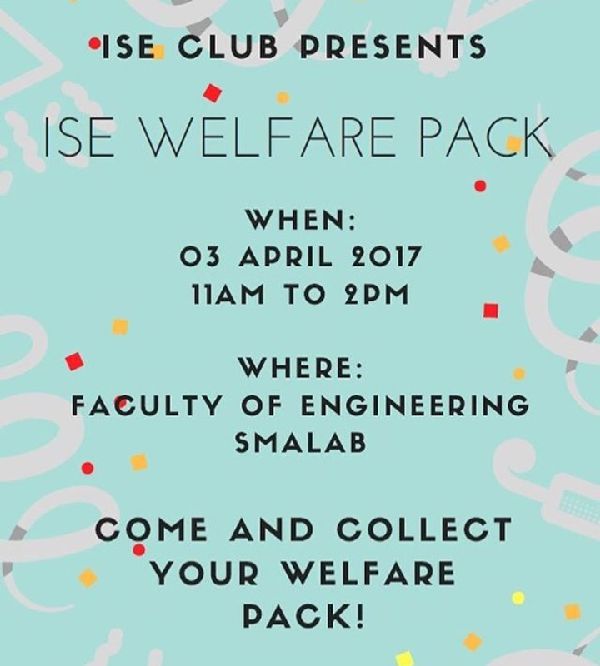 ISE CLUB PRESENTS
ISE WELFARE PACK
WHEN:
03 APRIL 2017
11AM TO 2PM
WHERE:
FACULTY OF ENGINEERING
SMALAB
COME AND COLLECT
YOUR WELFARE
PACK!